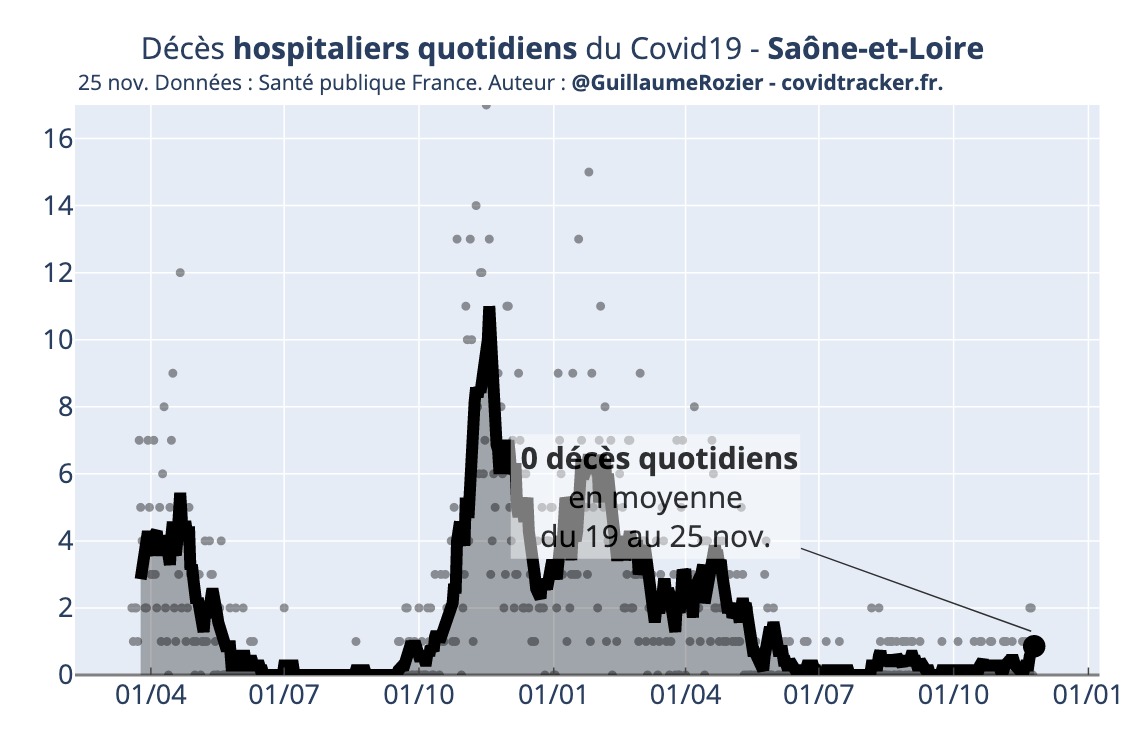 Décès hospitaliers quotidiens du Covid19 - Saône-et-Loire
25 nov. Données : Santé publique France. Auteur : @GuillaumeRozier - covidtracker.fr.
16
14
12
10
8
6
4
2
0
0 décès quotidiens
en moyenne
du 19 au 25 nov.
01/04 01/07 01/10 01/01 01/04 01/07 01/10 01/01